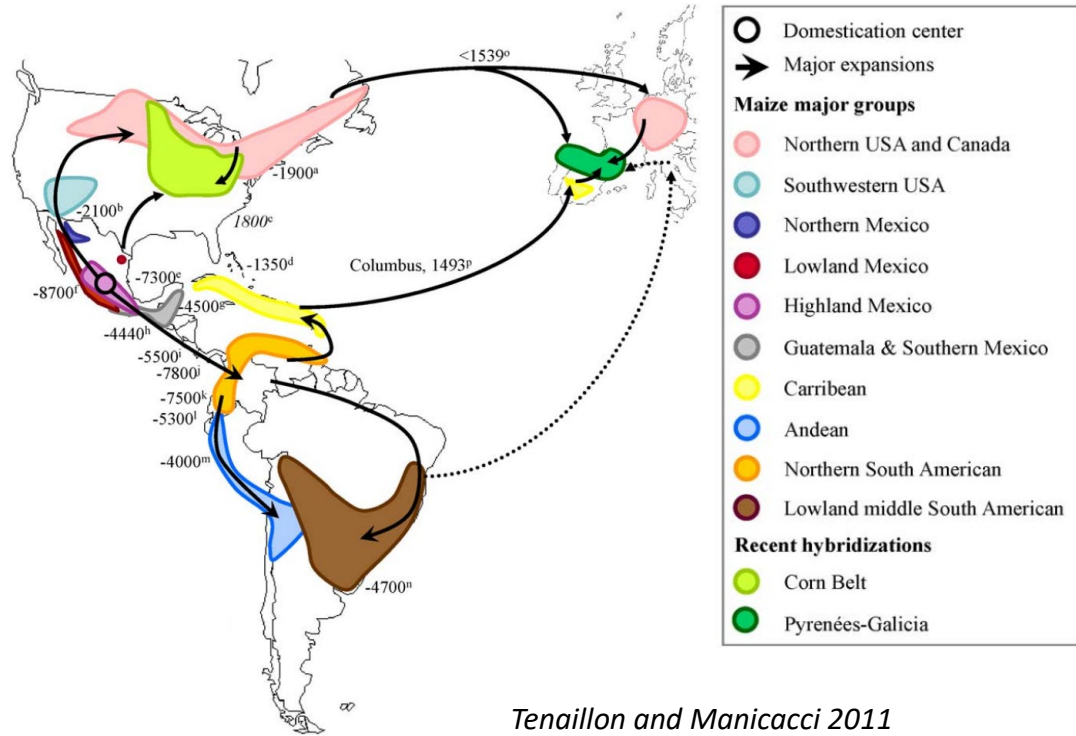 <1539ᵒ
-1900ᵃ
-2100ᵇ
1800ᶜ
-1350ᵈ
-7300ᵉ
Columbus, 1493ᵖ
-8700ᶠ
-4500ᵍ
-4440ʰ
-5500ⁱ
-7800ʲ
-7500ᵏ
-5300ˡ
-4000ᵐ
-4700ⁿ
Domestication center
Major expansions
Maize major groups
Northern USA and Canada
Southwestern USA
Northern Mexico
Lowland Mexico
Highland Mexico
Guatemala & Southern Mexico
Carribean
Andean
Northern South American
Lowland middle South American
Recent hybridizations
Corn Belt
Pyrenées-Galicia
Tenaillon and Manicacci 2011